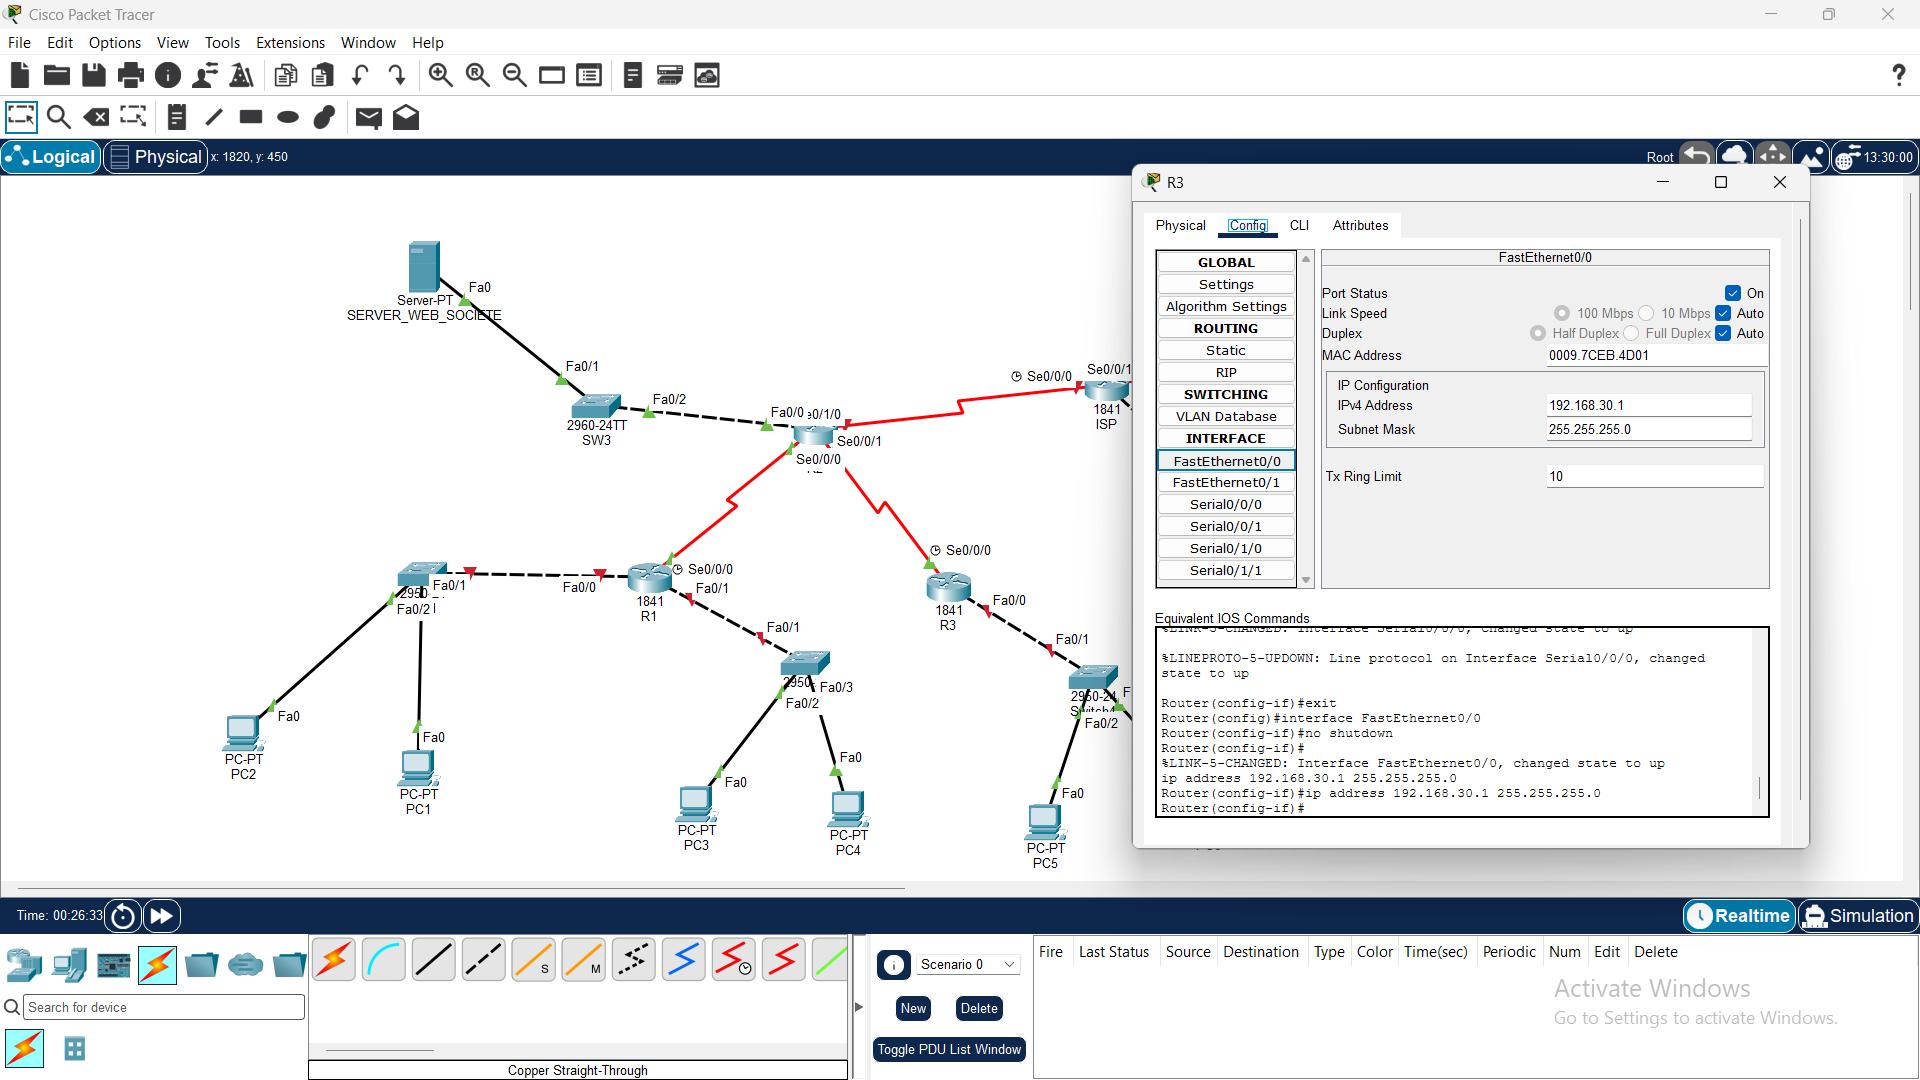 Cisco Packet Tracer
File Edit Options View Tools Extensions Window Help
Logical Physical x: 1820, y: 450
Root 13:30:00
Fa0
Server-PT
SERVER_WEB_SOCIETE
Fa0/1
Fa0/2
2960-24TT
SW3
Fa0/0
Se0/0/1
Se0/0/0
Se0/0/0
Se0/0/1
1841
ISP
Fa0/1
Fa0/2
Fa0/0
Se0/0/0
Fa0/1
1841
R1
Se0/0/0
1841
R3
Fa0/0
Fa0/1
Fa0/1
2950-
Fa0/3
Fa0/2
Fa0/2
Fa0
PC-PT
PC2
Fa0
PC-PT
PC1
Fa0
PC-PT
PC3
Fa0
PC-PT
PC4
Fa0
PC-PT
PC5
R3
Physical Config CLI Attributes
GLOBAL
Settings
Algorithm Settings
ROUTING
Static
RIP
SWITCHING
VLAN Database
INTERFACE
FastEthernet0/0
FastEthernet0/1
Serial0/0/0
Serial0/0/1
Serial0/1/0
Serial0/1/1
FastEthernet0/0
Port Status On
Link Speed 100 Mbps 10 Mbps Auto
Duplex Half Duplex Full Duplex Auto
MAC Address 0009.7CEB.4D01
IP Configuration
IPv4 Address 192.168.30.1
Subnet Mask 255.255.255.0
Tx Ring Limit 10
Equivalent IOS Commands
%LINK-5-CHANGED: Interface Serial0/0/0, changed state to up
%LINEPROTO-5-UPDOWN: Line protocol on Interface Serial0/0/0, changed
state to up
Router(config-if)#exit
Router(config)#interface FastEthernet0/0
Router(config-if)#no shutdown
Router(config-if)#
%LINK-5-CHANGED: Interface FastEthernet0/0, changed state to up
ip address 192.168.30.1 255.255.255.0
Router(config-if)#ip address 192.168.30.1 255.255.255.0
Router(config-if)#
Time: 00:26:33
Realtime Simulation
Search for device
S
M
Copper Straight-Through
Scenario 0
New Delete
Toggle PDU List Window
Fire Last Status Source Destination Type Color Time(sec) Periodic Num Edit Delete
Activate Windows
Go to Settings to activate Windows.